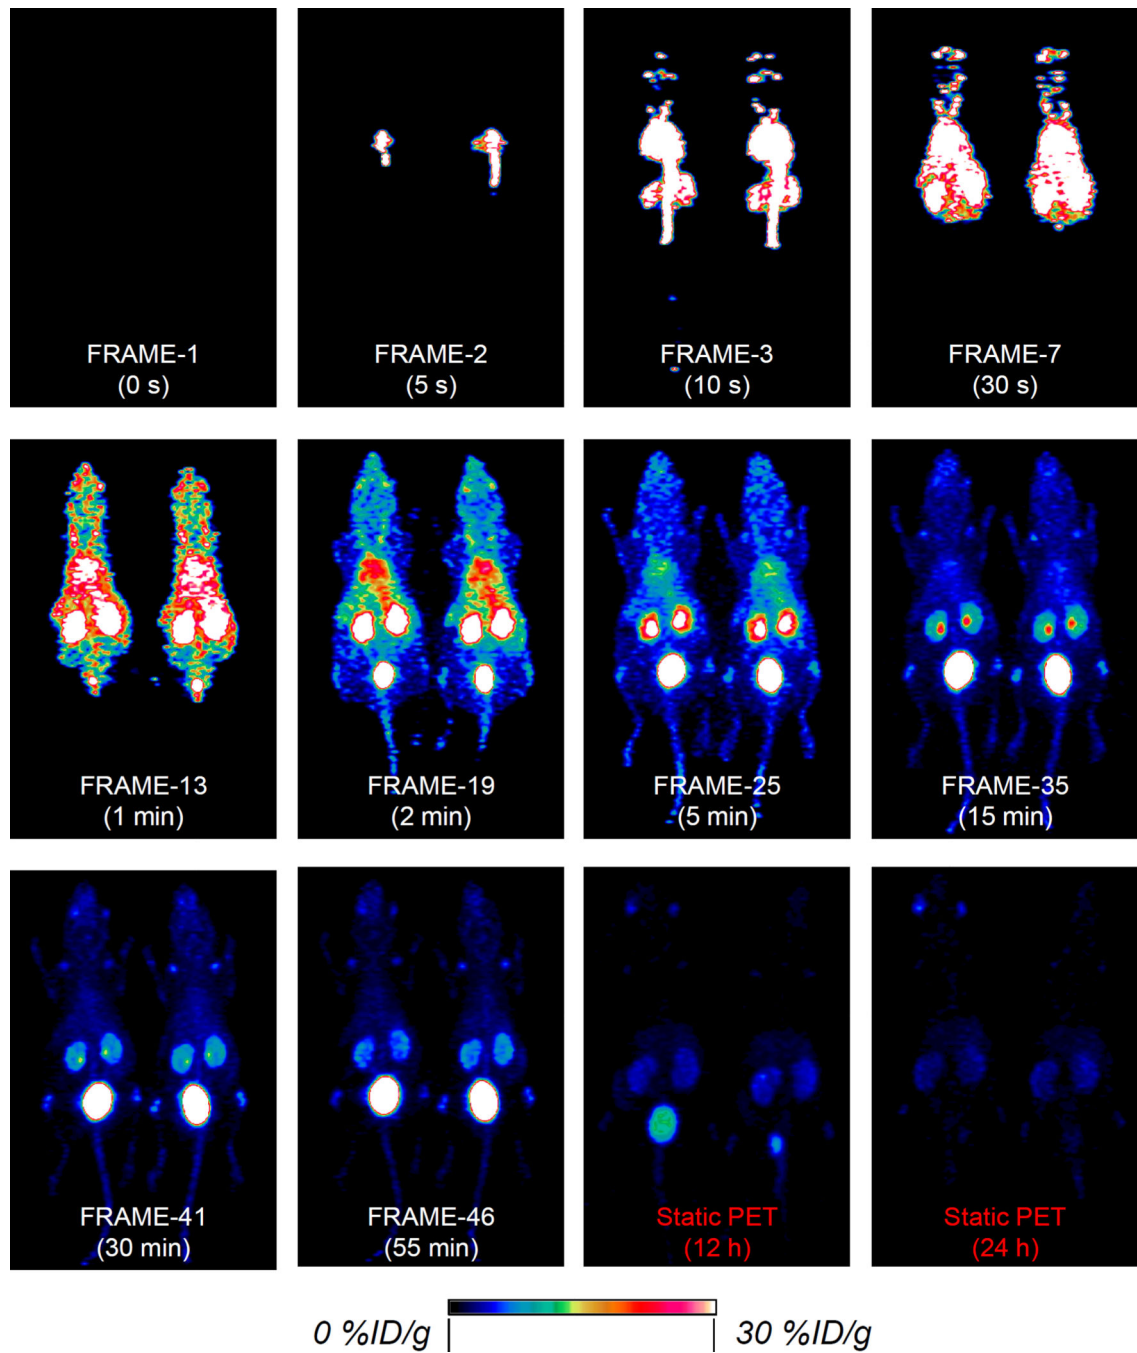 FRAME-1
(0 s)
FRAME-2
(5 s)
FRAME-3
(10 s)
FRAME-7
(30 s)
FRAME-13
(1 min)
FRAME-19
(2 min)
FRAME-25
(5 min)
FRAME-35
(15 min)
FRAME-41
(30 min)
FRAME-46
(55 min)
Static PET
(12 h)
Static PET
(24 h)
0 %ID/g
30 %ID/g